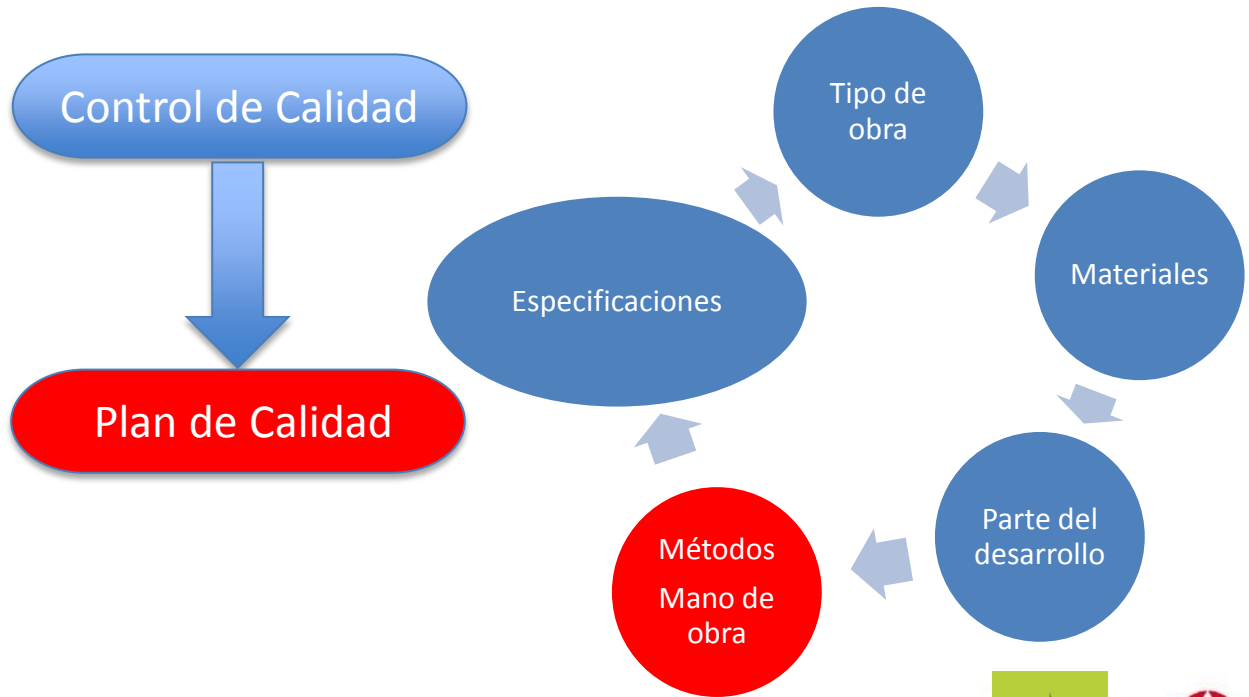 Control de Calidad
Plan de Calidad
Tipo de
obra
Materiales
Parte del
desarrollo
Métodos
Mano de
obra
Especificaciones